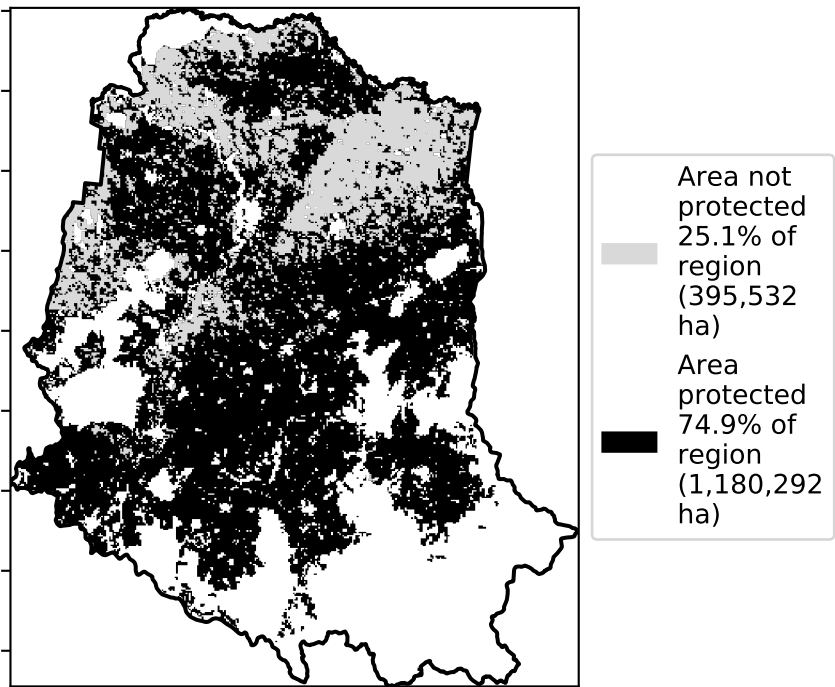 Area not
protected
25.1% of
region
(395,532
ha)
Area
protected
74.9% of
region
(1,180,292
ha)